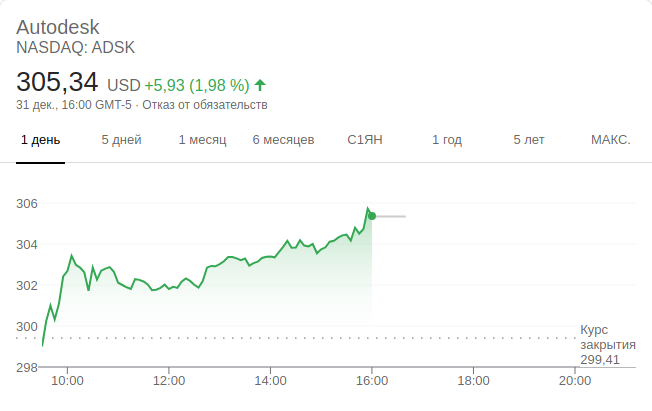 Autodesk
NASDAQ: ADSK
305,34 USD +5,93 (1,98 %)
31 дек., 16:00 GMT-5 · Отказ от обязательств
1 день 5 дней 1 месяц 6 месяцев С1ЯН 1 год 5 лет МАКС.
306
304
302
300
298
Курс
закрытия
299,41
10:00 12:00 14:00 16:00 18:00 20:00